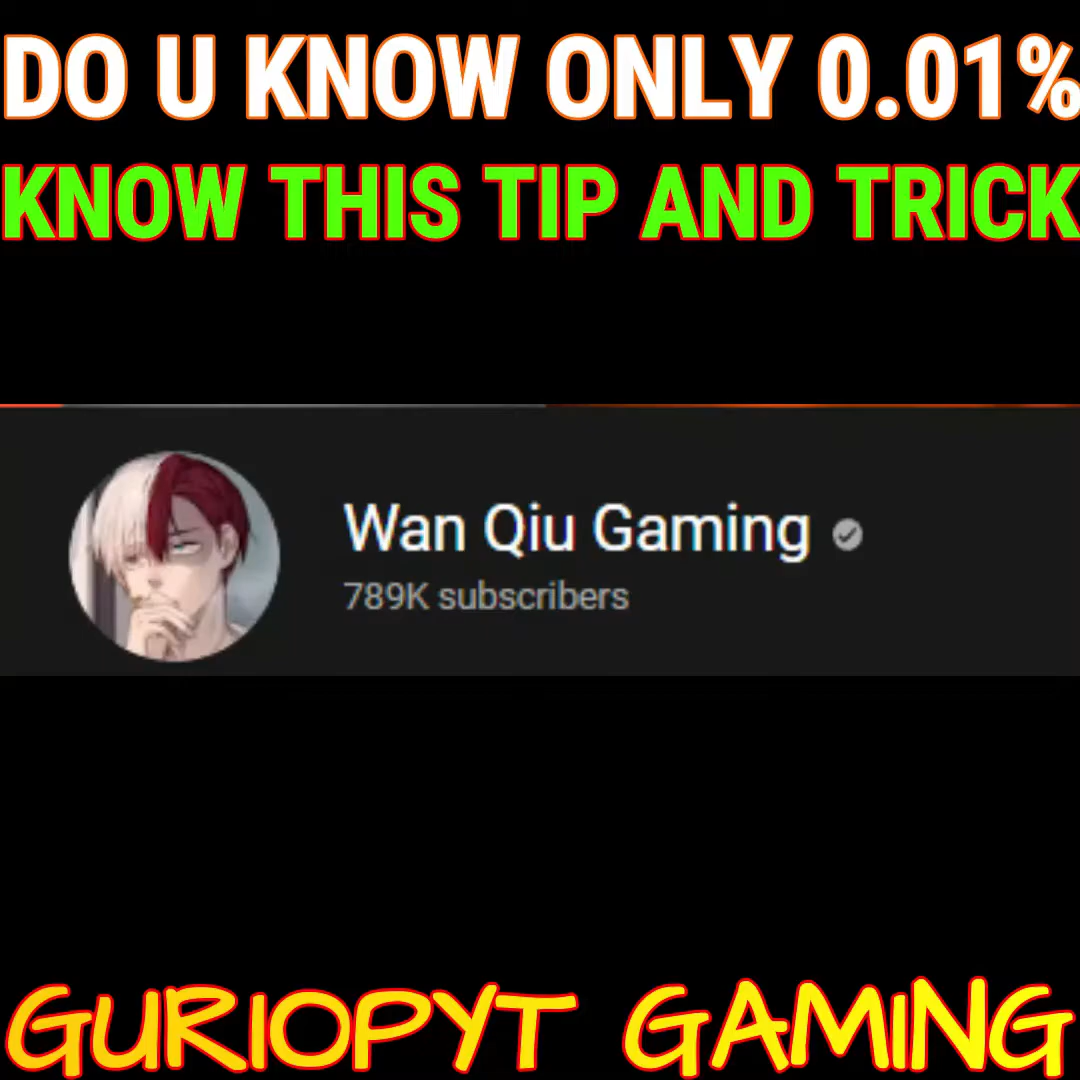 DO U KNOW ONLY 0.01%
KNOW THIS TIP AND TRICK
Wan Qiu Gaming
789K subscribers
GURIOPYT GAMING